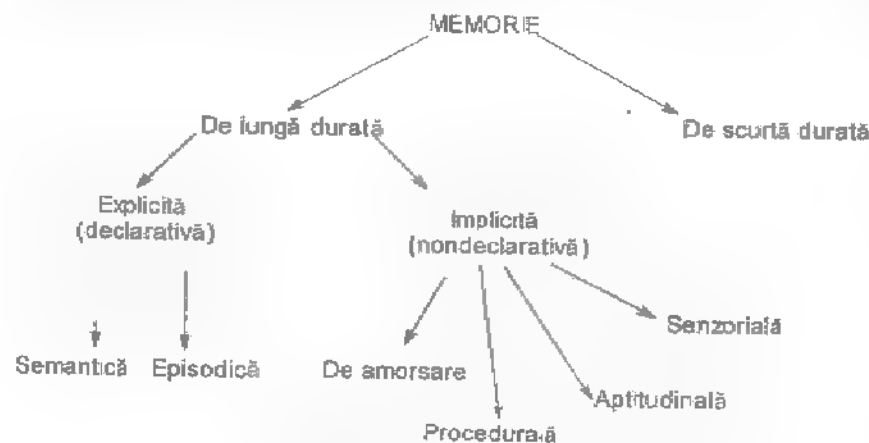 MEMORIE
De lungă durată
De scurtă durată
Explicită
(declarativă)
Implicită
(nondeclarativă)
Senzorială
Semantică
Episodică
De amorsare
Aptitudinală
Procedurală